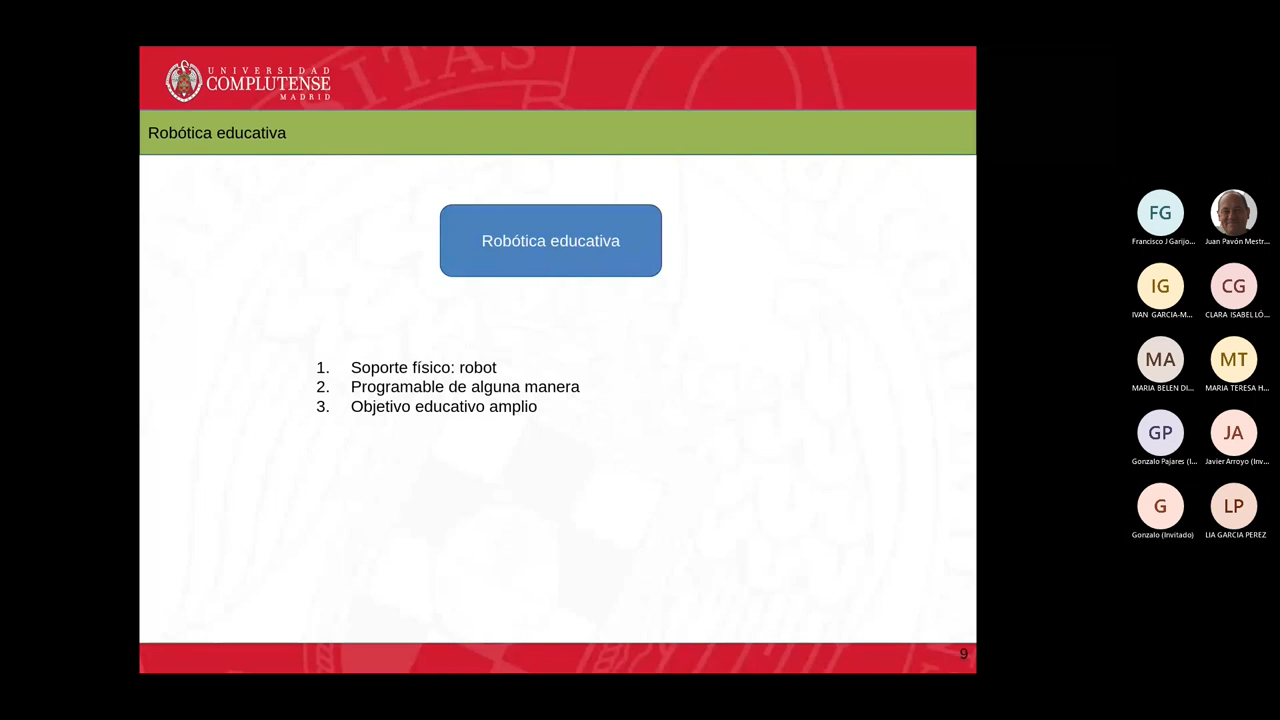 UNIVERSIDAD
COMPLUTENSE
MADRID
Robótica educativa
Robótica educativa
1. Soporte físico: robot
2. Programable de alguna manera
3. Objetivo educativo amplio
9
FG
Francisco J Garijo...
Juan Pavón Mestr...
IG
CG
IVAN GARCIA-M...
CLARA ISABEL LÓ...
MA
MT
MARIA BELEN DI...
MARIA TERESA H...
GP
JA
Gonzalo Pajares (I...
Javier Arroyo (Inv...
G
LP
Gonzalo (Invitado)
LIA GARCIA PEREZ